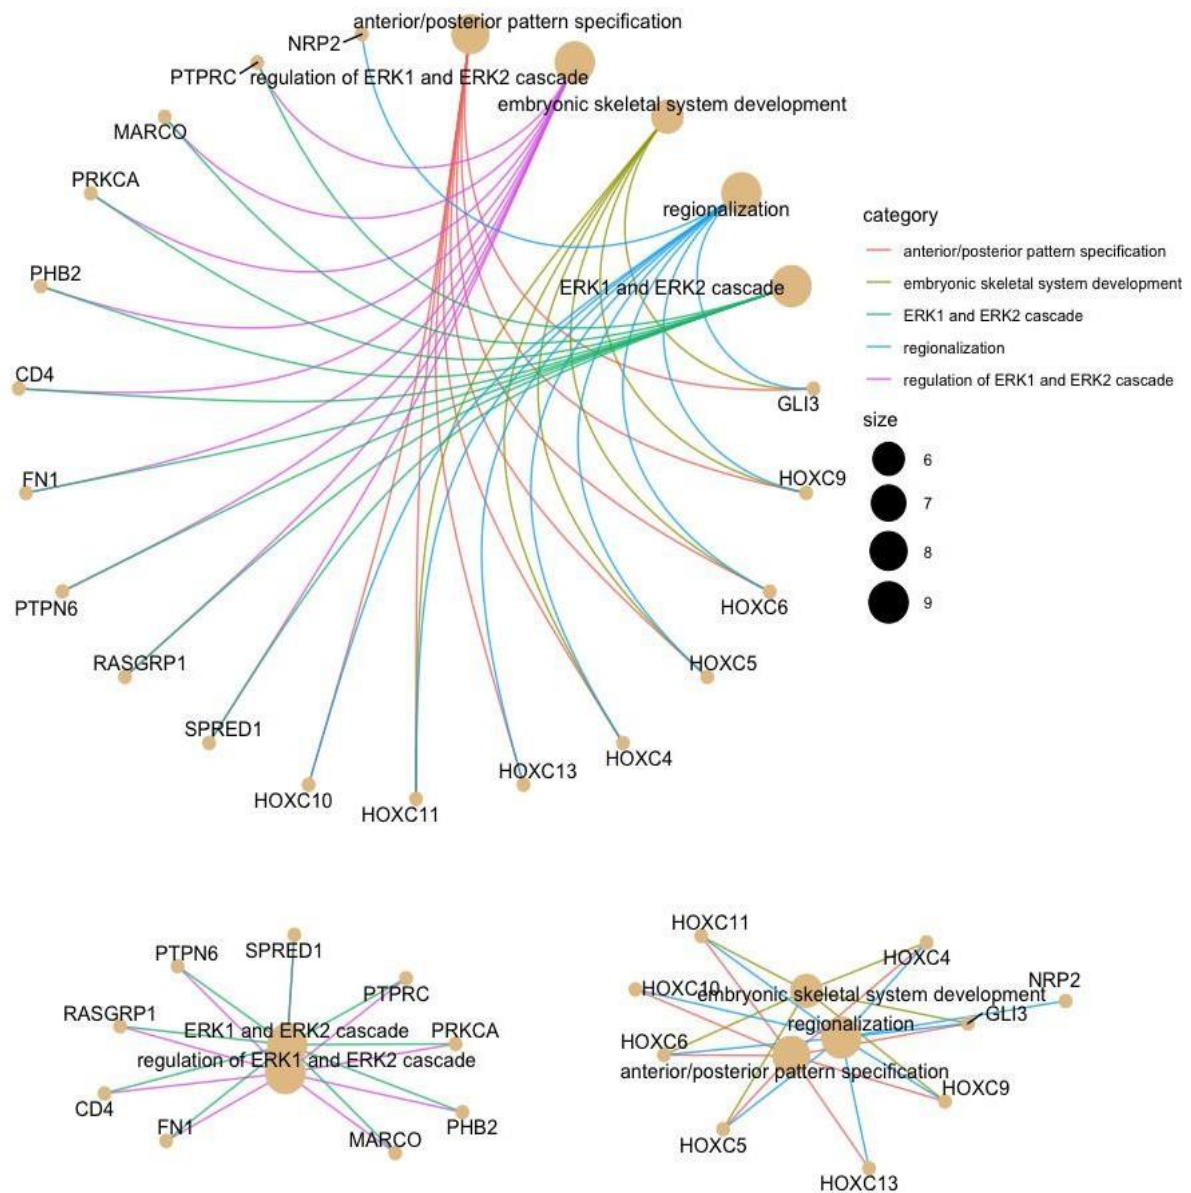 anterior/posterior pattern specification
NRP2
PTPRC
regulation of ERK1 and ERK2 cascade
embryonic skeletal system development
MARCO
PRKCA
regionalization
PHB2
ERK1 and ERK2 cascade
CD4
GLI3
FN1
HOXC9
PTPN6
HOXC6
RASGRP1
HOXC5
SPRED1
HOXC4
HOXC13
HOXC10
HOXC11
category
anterior/posterior pattern specification
embryonic skeletal system development
ERK1 and ERK2 cascade
regionalization
regulation of ERK1 and ERK2 cascade
size
6
7
8
9
PTPN6
SPRED1
PTPRC
RASGRP1
ERK1 and ERK2 cascade
PRKCA
regulation of ERK1 and ERK2 cascade
CD4
FN1
MARCO
PHB2
HOXC11
HOXC4
NRP2
HOXC10
embryonic skeletal system development
GLI3
regionalization
HOXC6
anterior/posterior pattern specification
HOXC9
HOXC5
HOXC13